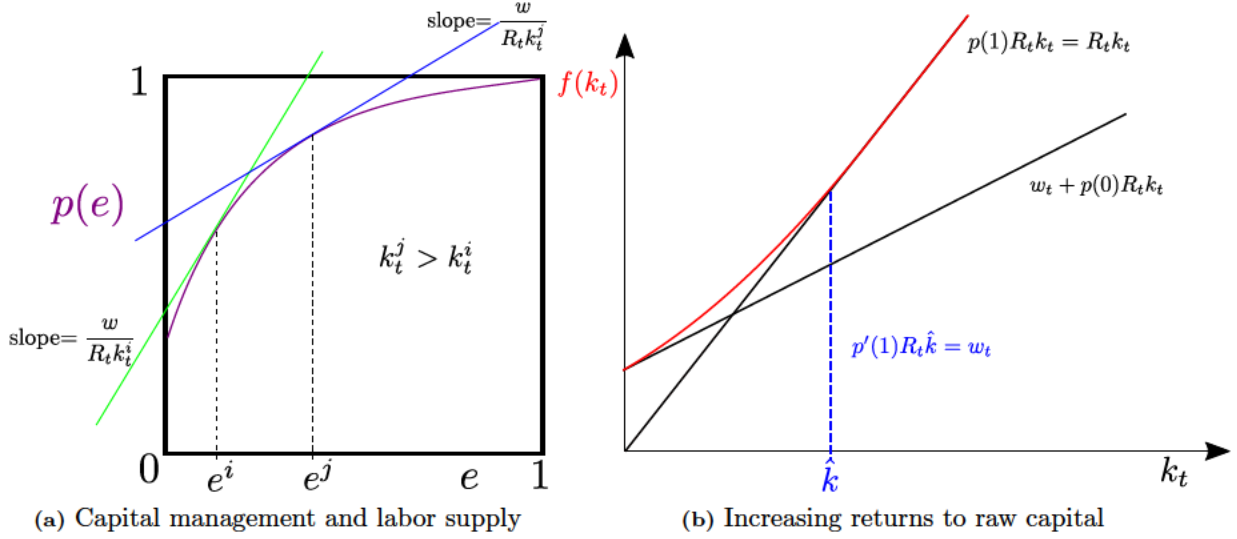 slope= w / R_t k_t^j
1
p(e)
k_t^j > k_t^i
slope= w / R_t k_t^i
0
e^i
e^j
e
1
(a) Capital management and labor supply
f(k_t)
p(1)R_t k_t = R_t k_t
w_t + p(0)R_t k_t
p'(1)R_t k̂ = w_t
k̂
k_t
(b) Increasing returns to raw capital